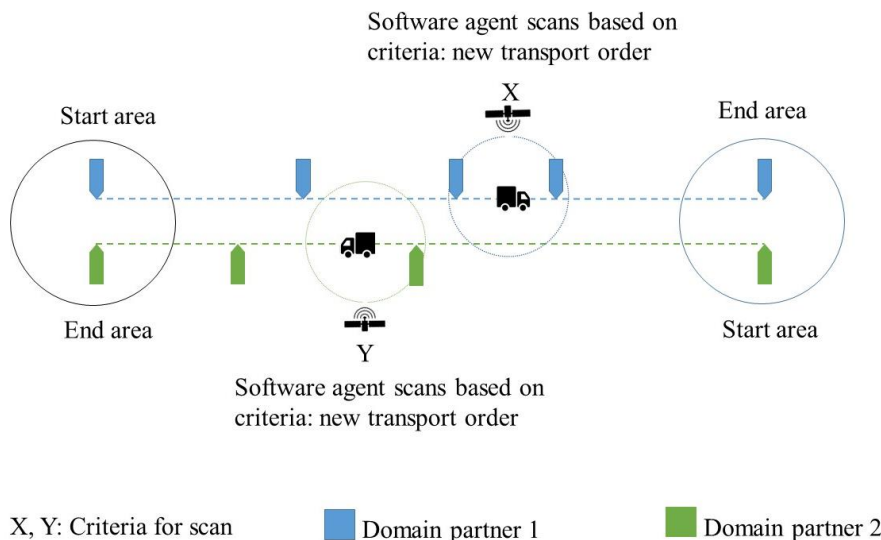 Software agent scans based on
criteria: new transport order
X
Start area
End area
End area
Start area
Y
Software agent scans based on
criteria: new transport order
X, Y: Criteria for scan
Domain partner 1
Domain partner 2